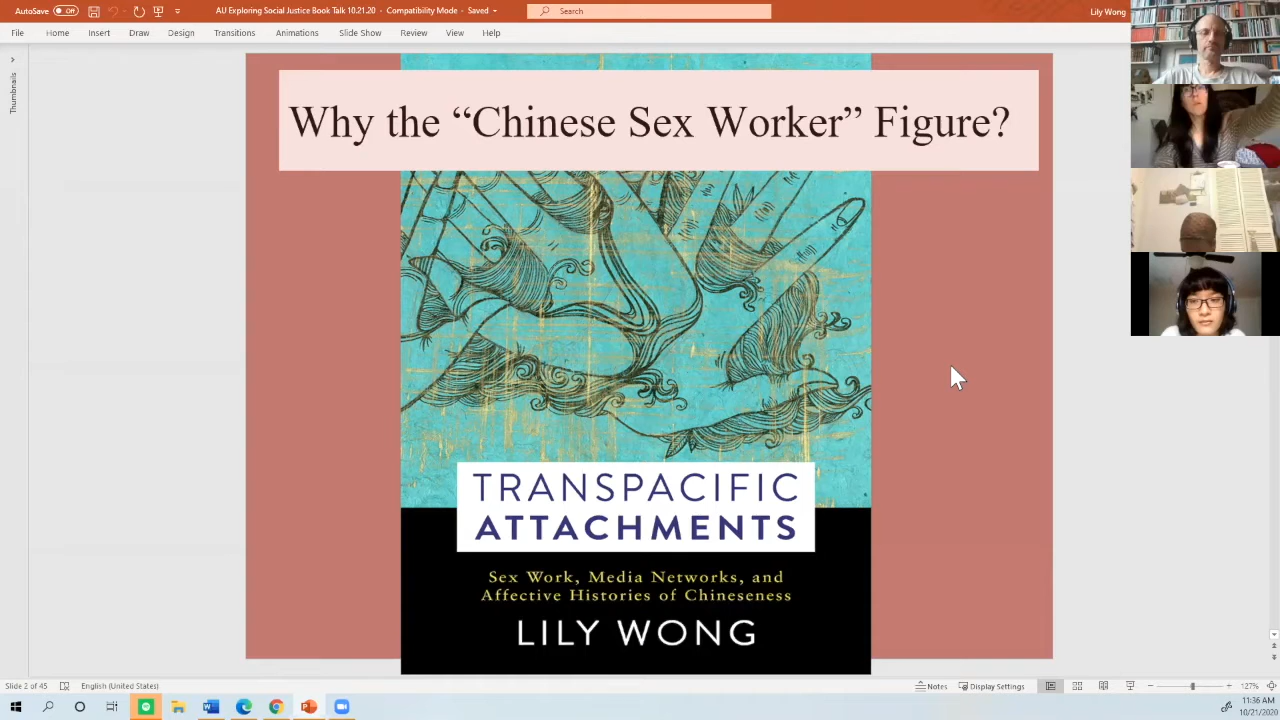 AutoSave Off
AU Exploring Social Justice Book Talk 10.21.20 - Compatibility Mode - Saved
Search
Lily Wong
File Home Insert Draw Design Transitions Animations Slide Show Review View Help
Thumbnails
Why the “Chinese Sex Worker” Figure?
TRANSPACIFIC
ATTACHMENTS
Sex Work, Media Networks, and
Affective Histories of Chineseness
LILY WONG
Slide 2 of 45 English (United States) Notes Display Settings 127%
11:36 AM
10/21/2020